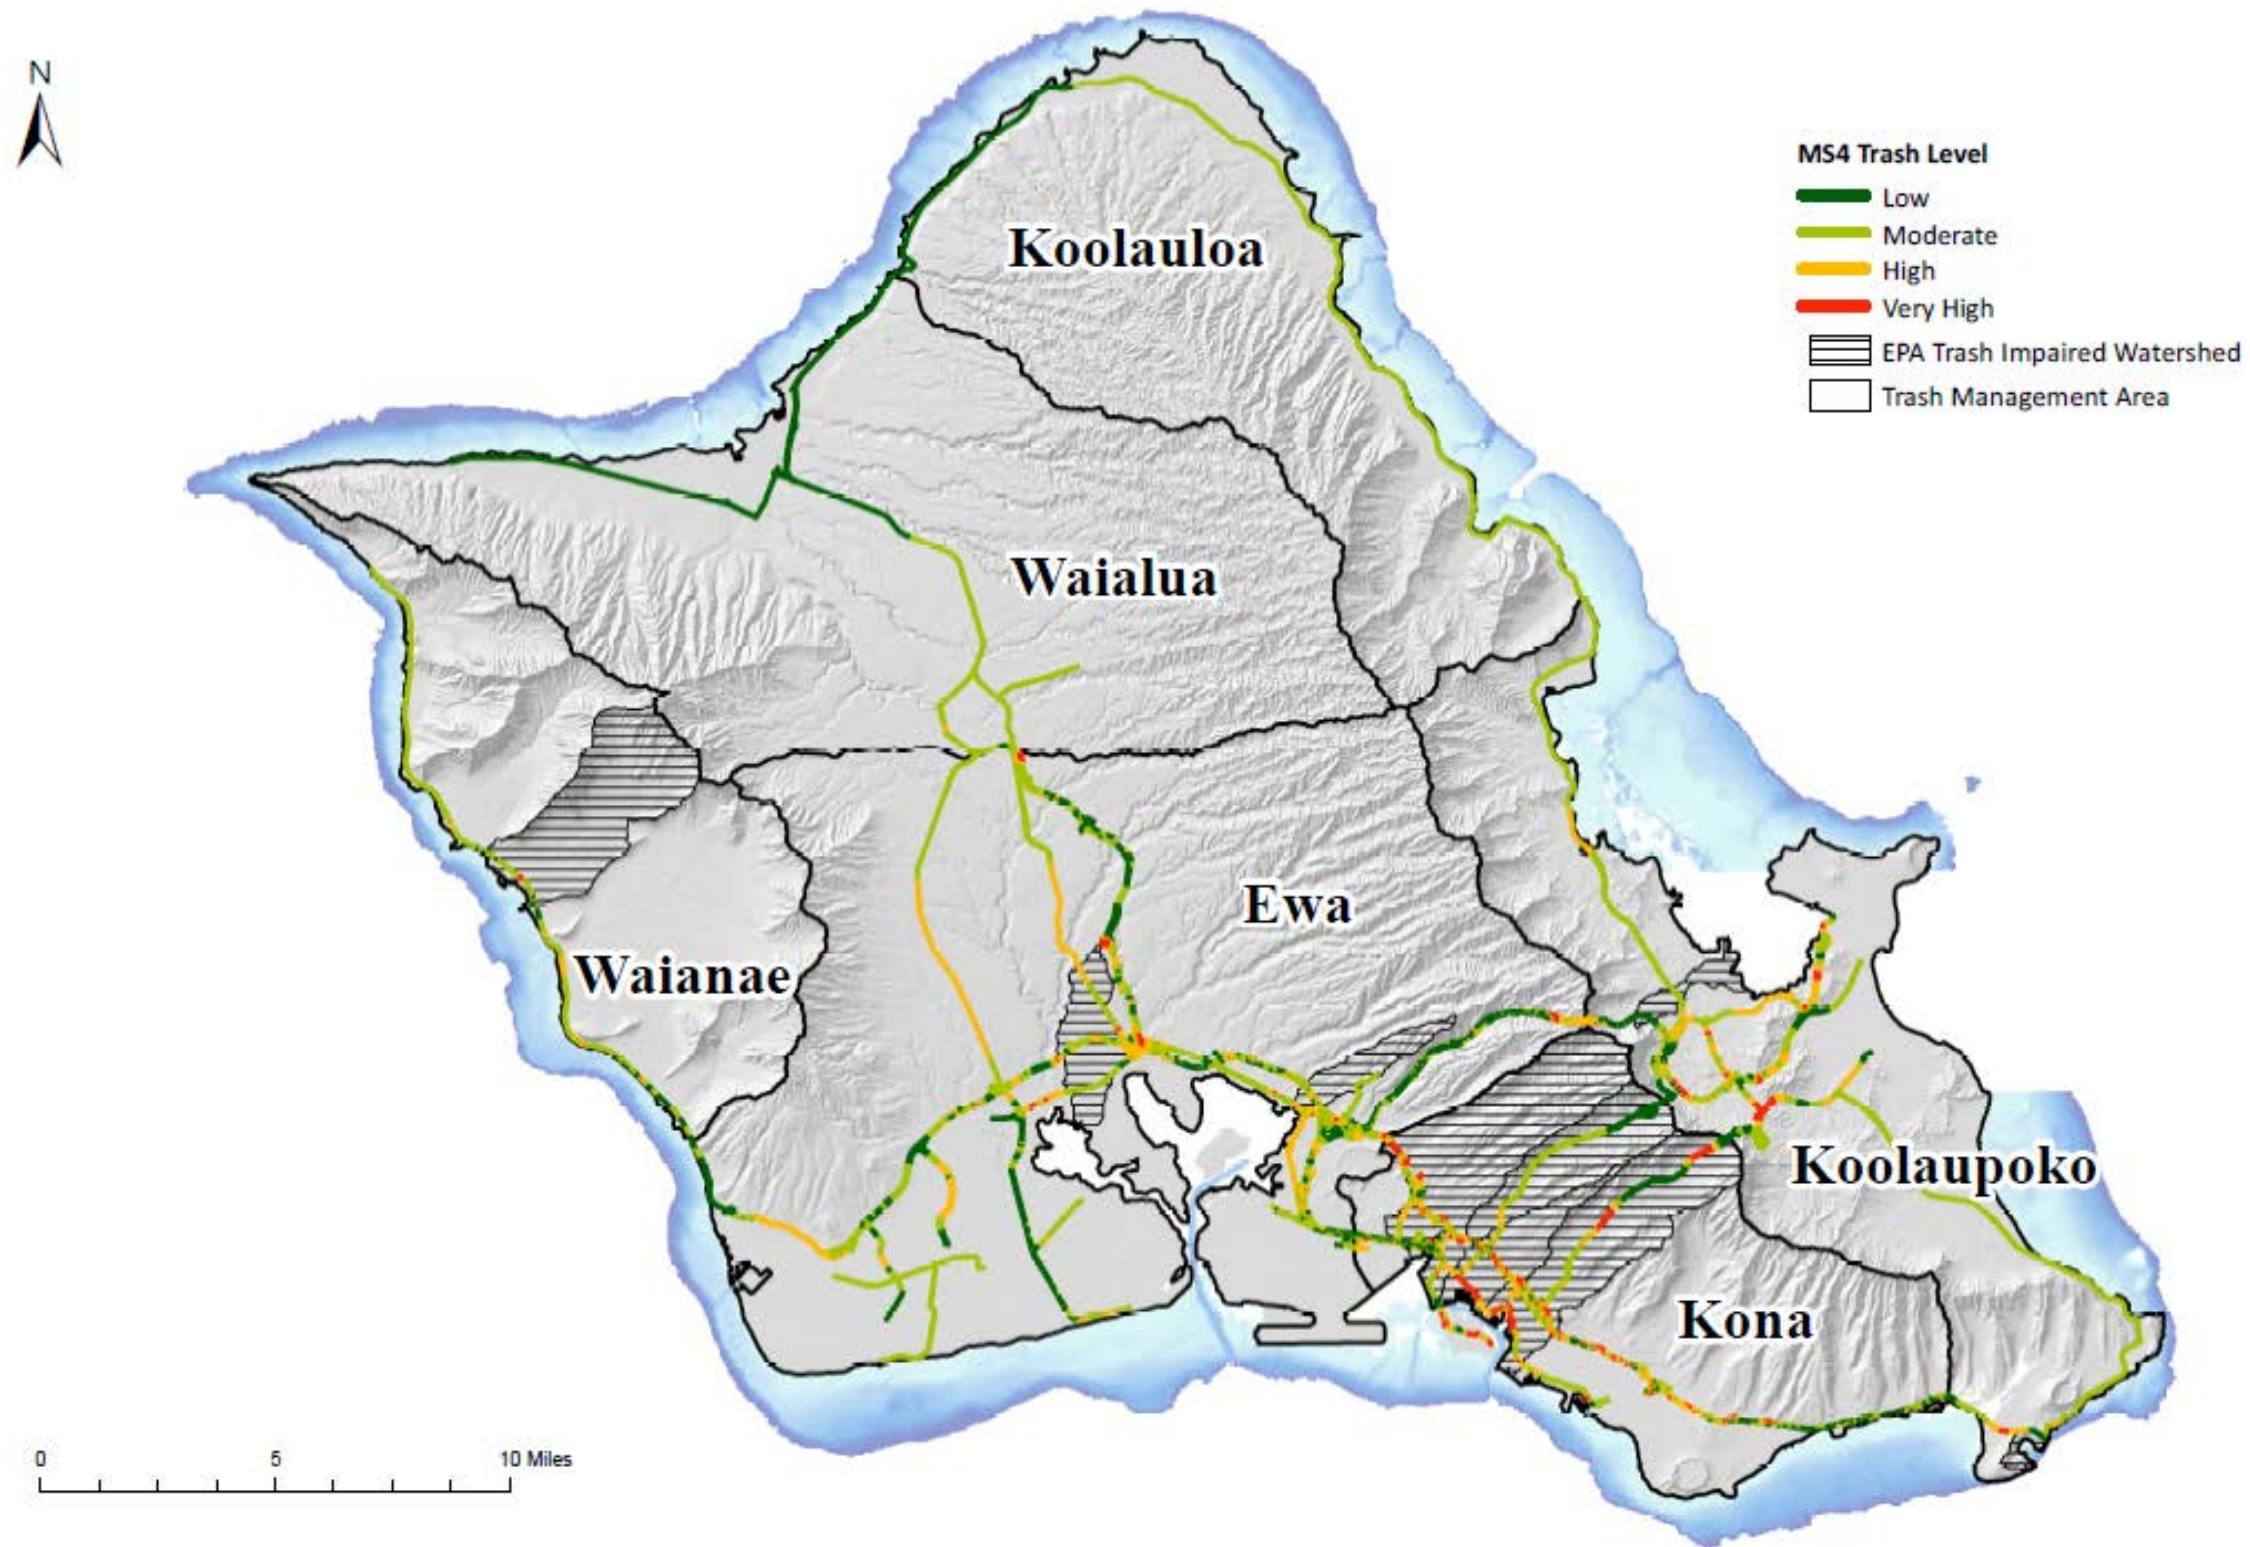 N
MS4 Trash Level
Low
Moderate
High
Very High
EPA Trash Impaired Watershed
Trash Management Area
Koolauloa
Waialua
Ewa
Waianae
Koolaupoko
Kona
0 5 10 Miles